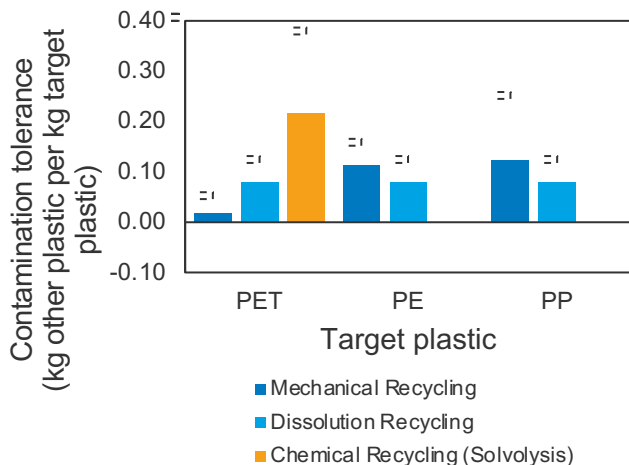 Contamination tolerance
(kg other plastic per kg target
plastic)
0.40
0.30
0.20
0.10
0.00
-0.10
PET
PE
PP
Target plastic
Mechanical Recycling
Dissolution Recycling
Chemical Recycling (Solvolysis)